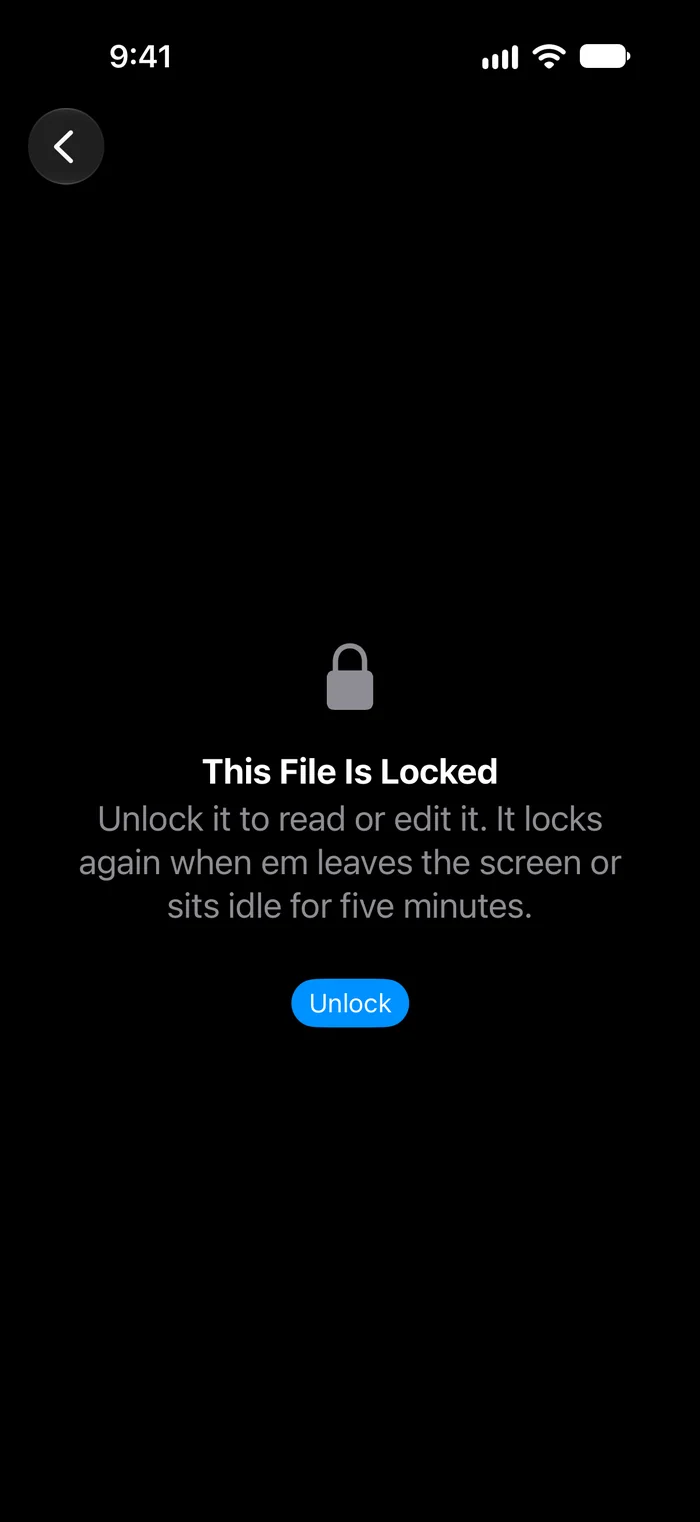 9:41
This File Is Locked
Unlock it to read or edit it. It locks
again when em leaves the screen or
sits idle for five minutes.
Unlock